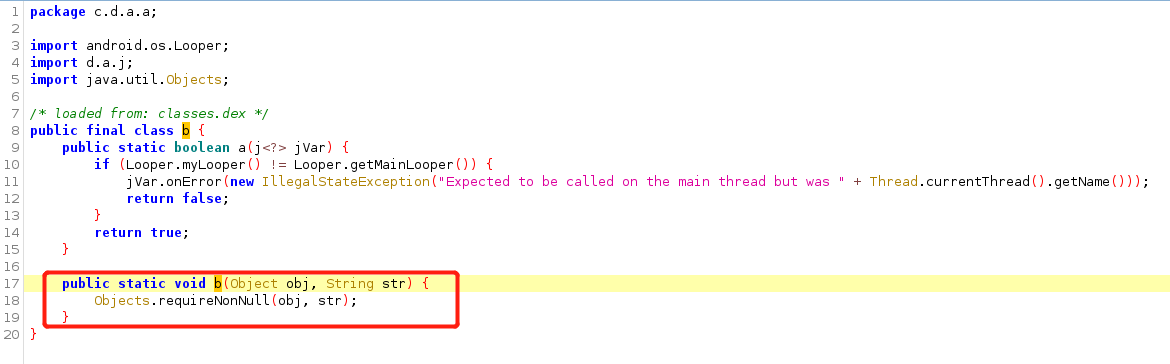 1 package c.d.a.a;
2
3 import android.os.Looper;
4 import d.a.j;
5 import java.util.Objects;
6
7 /* loaded from: classes.dex */
8 public final class b {
9     public static boolean a(j<?> jVar) {
10         if (Looper.myLooper() != Looper.getMainLooper()) {
11             jVar.onError(new IllegalStateException("Expected to be called on the main thread but was " + Thread.currentThread().getName()));
12             return false;
13         }
14         return true;
15     }
16
17     public static void b(Object obj, String str) {
18         Objects.requireNonNull(obj, str);
19     }
20 }